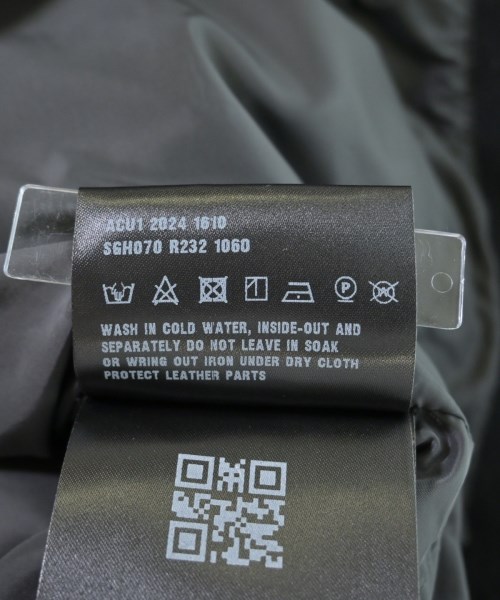 ACU1 2024 1610
SGH070 R232 1060
P
WASH IN COLD WATER, INSIDE-OUT AND
SEPARATELY DO NOT LEAVE IN SOAK
OR WRING OUT IRON UNDER DRY CLOTH
PROTECT LEATHER PARTS